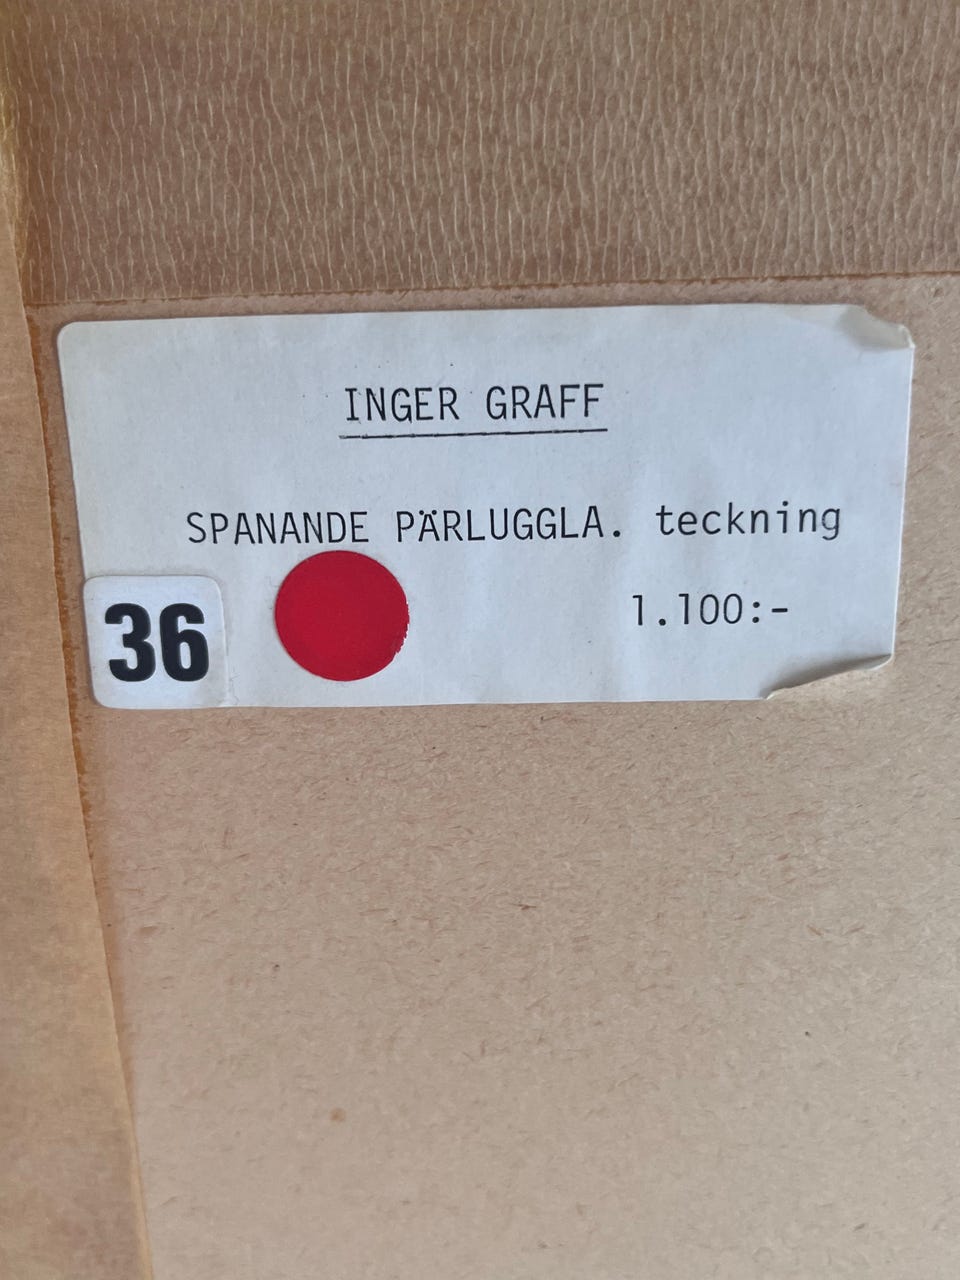 INGER GRAFF
SPANANDE PÄRLUGGLA. teckning
1.100:-
36